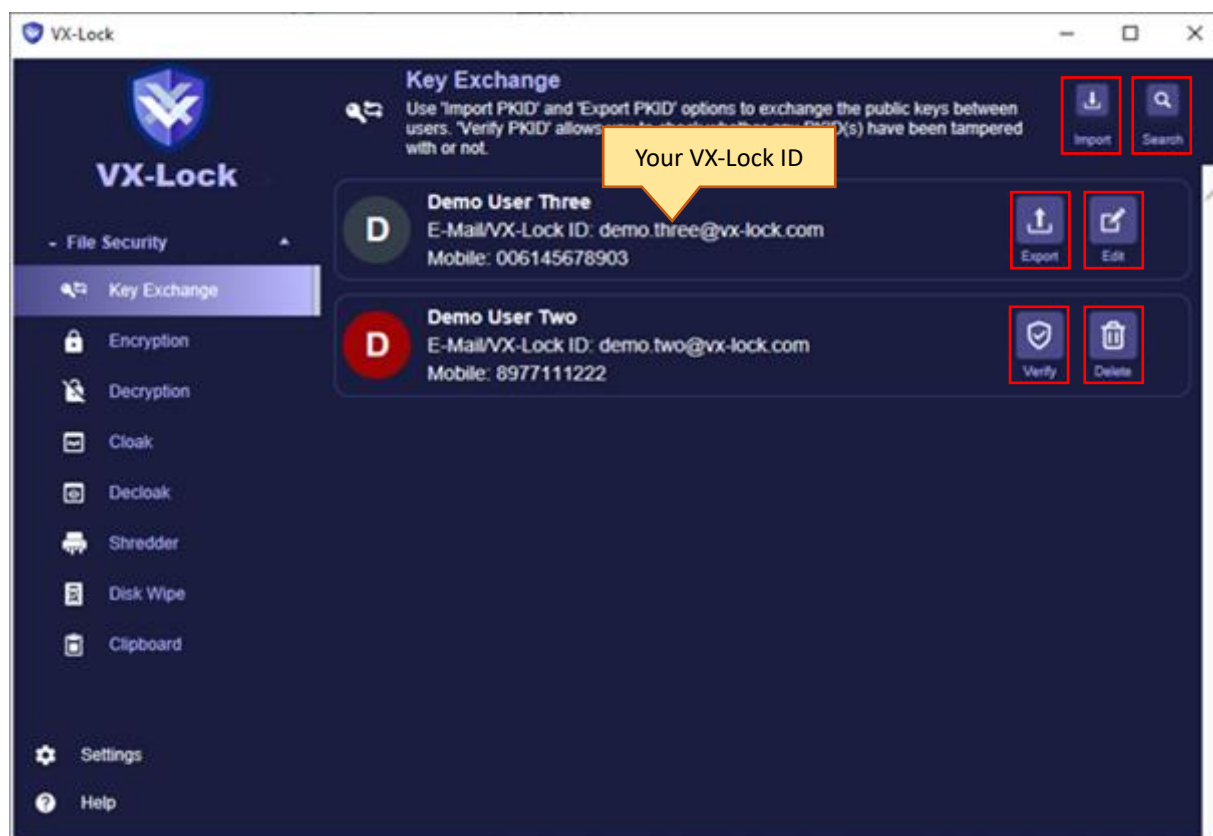 VX-Lock
VX-Lock
- File Security
Key Exchange
Encryption
Decryption
Cloak
Decloak
Shredder
Disk Wipe
Clipboard
Settings
Help
Key Exchange
Use 'Import PKID' and 'Export PKID' options to exchange the public keys between
users. 'Verify PKID' allows PKID(s) have been tampered
with or not.
Import
Search
Your VX-Lock ID
Demo User Three
E-Mail/VX-Lock ID: demo.three@vx-lock.com
Mobile: 006145678903
Export
Edit
Demo User Two
E-Mail/VX-Lock ID: demo.two@vx-lock.com
Mobile: 8977111222
Verify
Delete